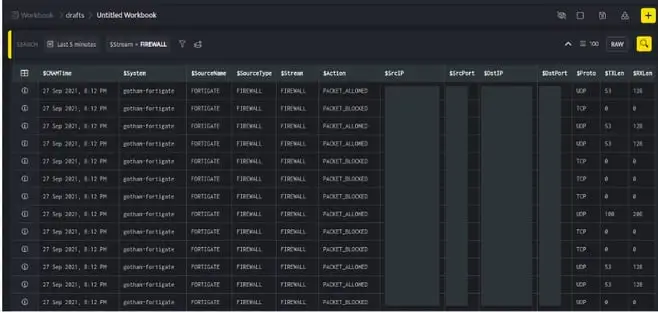 Workbook > drafts > Untitled Workbook
SEARCH Last 5 minutes $Stream = FIREWALL 100 RAW
$CNAMTime $System $SourceName $SourceType $Stream $Action $SrcIP $SrcPort $DstIP $DstPort $Proto $TXLen $RXLen
27 Sep 2021, 8:12 PM gotham-fortigate FORTIGATE FIREWALL FIREWALL PACKET_ALLOWED UDP 53 128
27 Sep 2021, 8:12 PM gotham-fortigate FORTIGATE FIREWALL FIREWALL PACKET_BLOCKED TCP 0 0
27 Sep 2021, 8:12 PM gotham-fortigate FORTIGATE FIREWALL FIREWALL PACKET_ALLOWED UDP 53 128
27 Sep 2021, 8:12 PM gotham-fortigate FORTIGATE FIREWALL FIREWALL PACKET_ALLOWED UDP 53 128
27 Sep 2021, 8:12 PM gotham-fortigate FORTIGATE FIREWALL FIREWALL PACKET_BLOCKED TCP 0 0
27 Sep 2021, 8:12 PM gotham-fortigate FORTIGATE FIREWALL FIREWALL PACKET_BLOCKED TCP 0 0
27 Sep 2021, 8:12 PM gotham-fortigate FORTIGATE FIREWALL FIREWALL PACKET_BLOCKED TCP 0 0
27 Sep 2021, 8:12 PM gotham-fortigate FORTIGATE FIREWALL FIREWALL PACKET_ALLOWED UDP 108 208
27 Sep 2021, 8:12 PM gotham-fortigate FORTIGATE FIREWALL FIREWALL PACKET_BLOCKED TCP 0 0
27 Sep 2021, 8:12 PM gotham-fortigate FORTIGATE FIREWALL FIREWALL PACKET_BLOCKED TCP 0 0
27 Sep 2021, 8:12 PM gotham-fortigate FORTIGATE FIREWALL FIREWALL PACKET_ALLOWED UDP 53 128
27 Sep 2021, 8:12 PM gotham-fortigate FORTIGATE FIREWALL FIREWALL PACKET_ALLOWED UDP 53 128
27 Sep 2021, 8:12 PM gotham-fortigate FORTIGATE FIREWALL FIREWALL PACKET_BLOCKED UDP 0 0